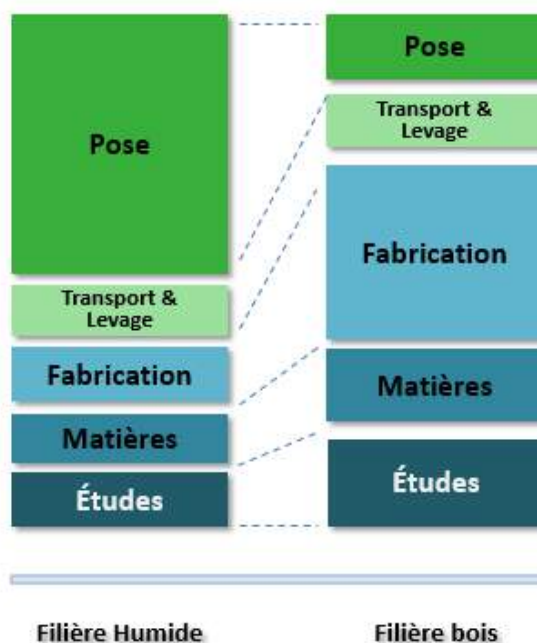 Pose
Transport &
Levage
Fabrication
Matières
Études
Pose
Transport &
Levage
Fabrication
Matières
Études
Filière Humide
Filière bois